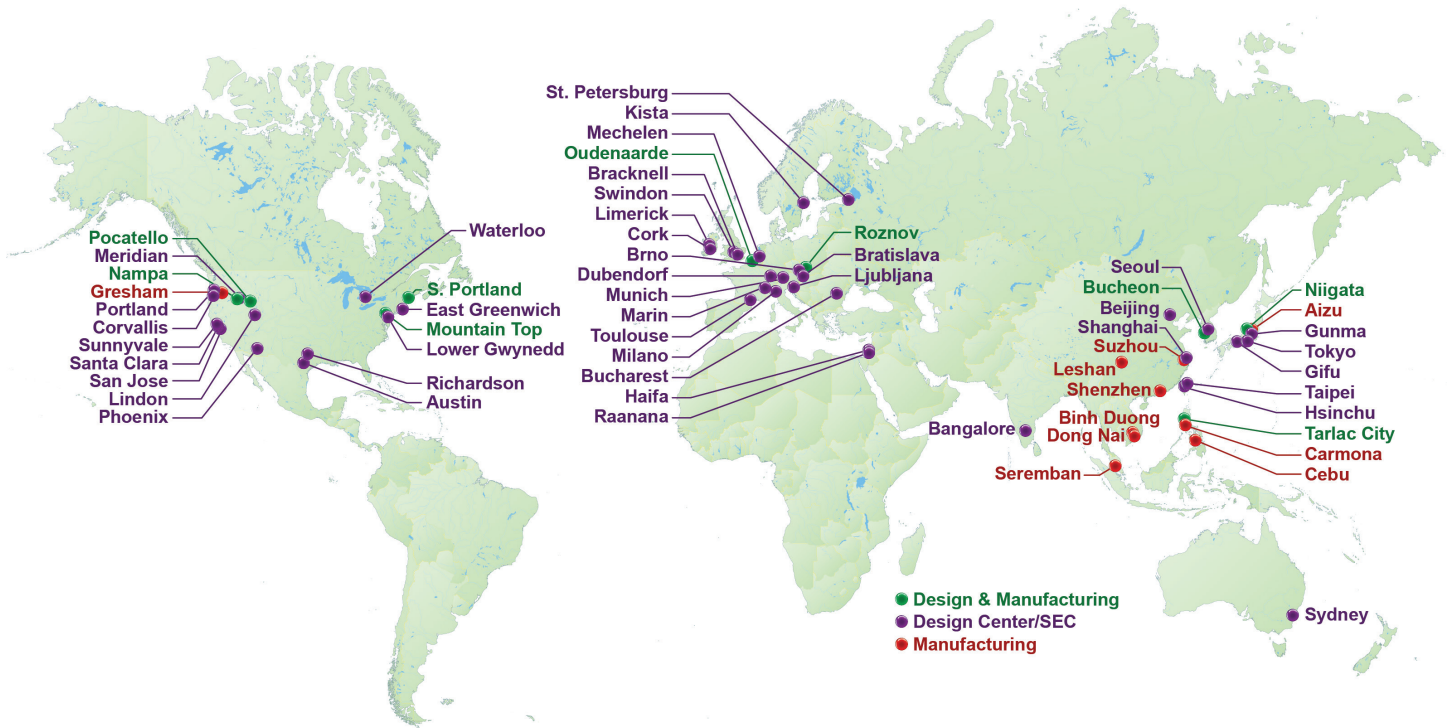 Pocatello
Meridian
Nampa
Gresham
Portland
Corvallis
Sunnyvale
Santa Clara
San Jose
Lindon
Phoenix
Waterloo
S. Portland
East Greenwich
Mountain Top
Lower Gwynedd
Richardson
Austin
St. Petersburg
Kista
Mechelen
Oudenaarde
Bracknell
Swindon
Limerick
Cork
Brno
Dubendorf
Munich
Marin
Toulouse
Milano
Bucharest
Haifa
Raanana
Roznov
Bratislava
Ljubljana
Seoul
Bucheon
Beijing
Shanghai
Suzhou
Leshan
Shenzhen
Binh Duong
Dong Nai
Bangalore
Seremban
Niigata
Aizu
Gunma
Tokyo
Gifu
Taipei
Hsinchu
Tarlac City
Carmona
Cebu
Sydney
Design & Manufacturing
Design Center/SEC
Manufacturing